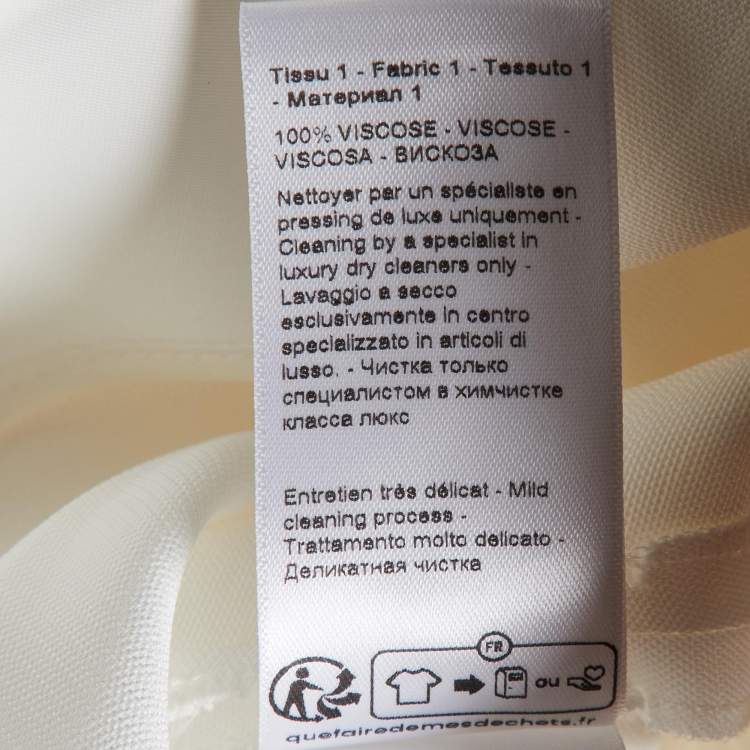 Tissu 1 - Fabric 1 - Tessuto 1
- Материал 1
100% VISCOSE - VISCOSE -
VISCOSA - ВИСКОЗА
Nettoyer par un spécialiste en
pressing de luxe uniquement -
Cleaning by a specialist in
luxury dry cleaners only -
Lavaggio a secco
esclusivamente in centro
specializzato in articoli di
lusso. - Чистка только
специалистом в химчистке
класса люкс
Entretien très délicat - Mild
cleaning process -
Trattamento molto delicato -
Деликатная чистка
FR
ou
quefairedemesdechets.fr